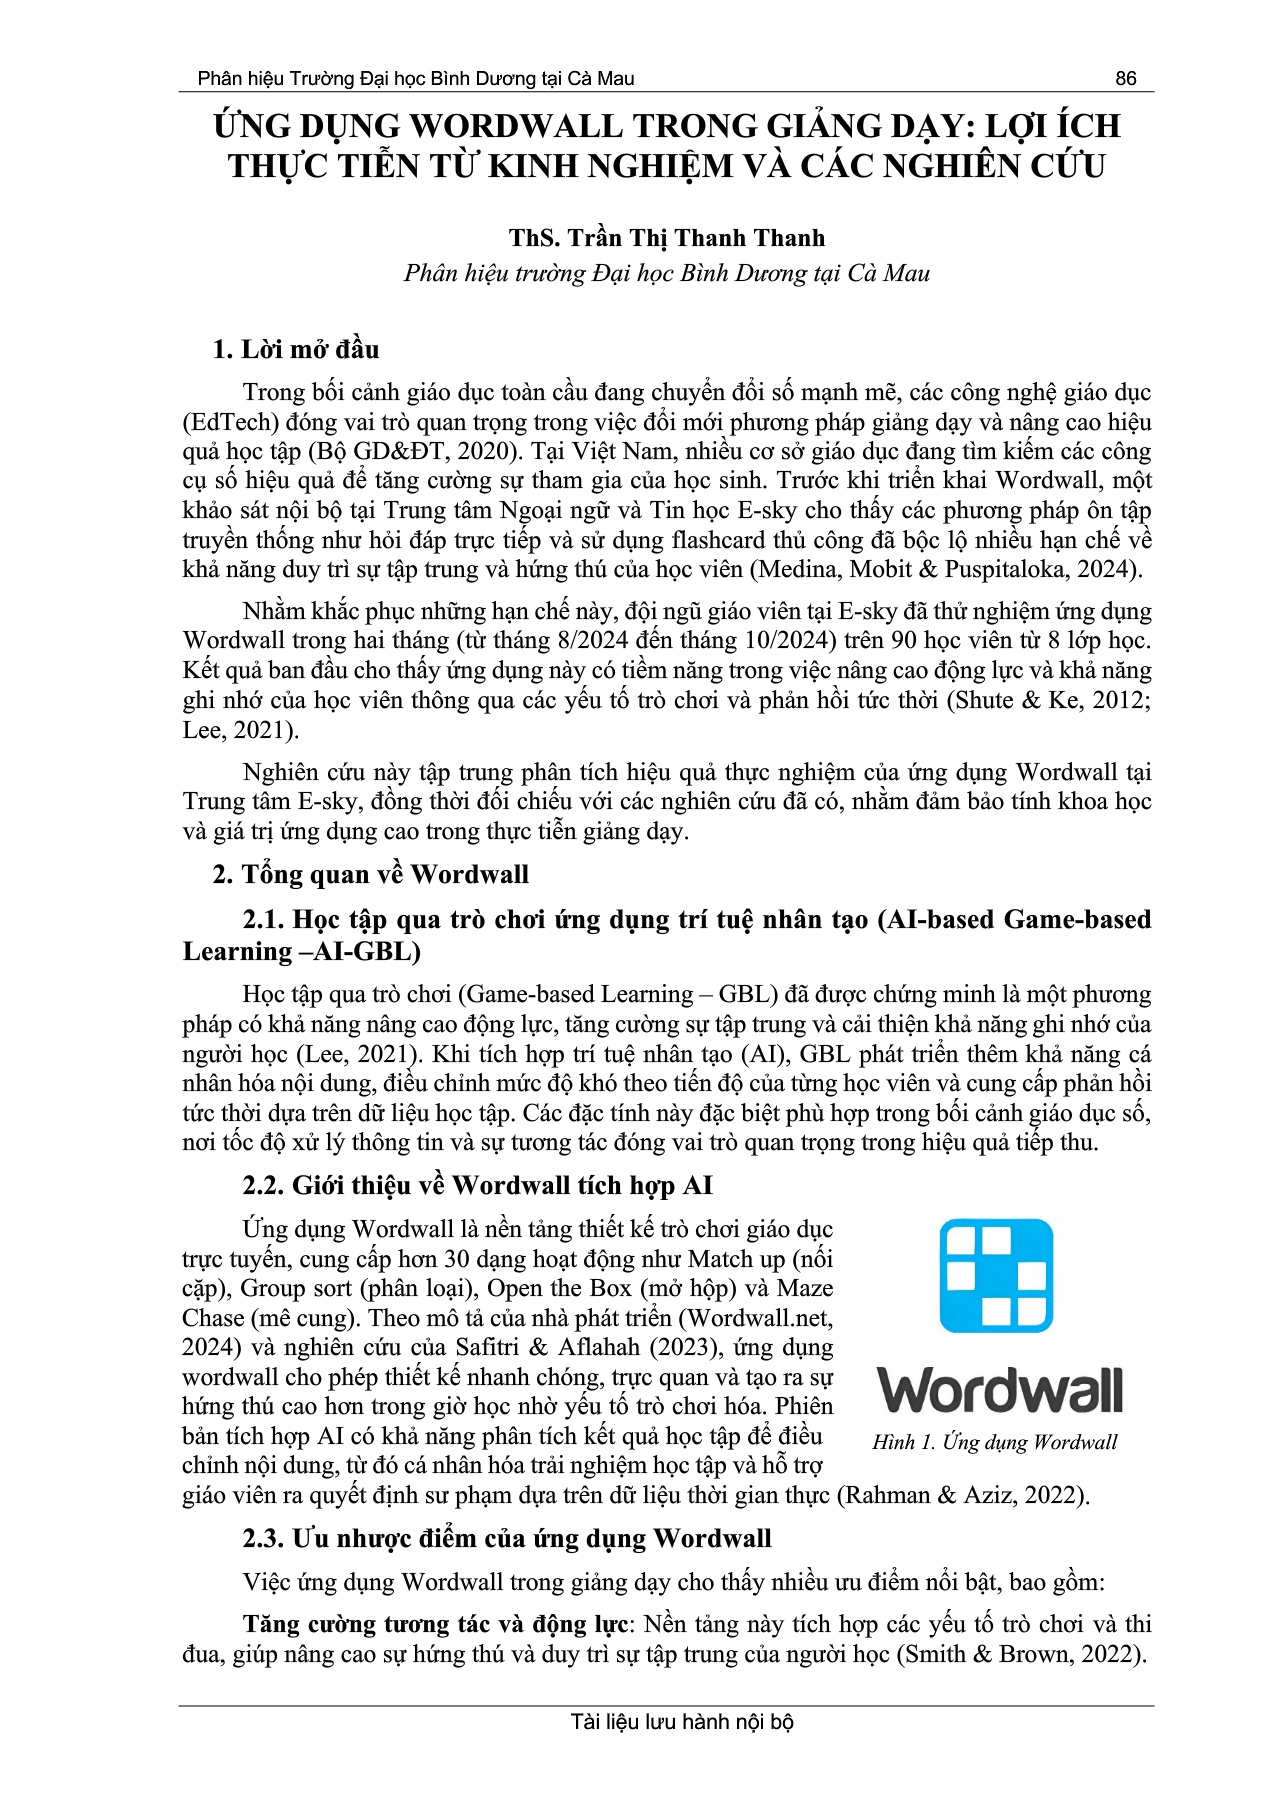 Phân hiệu Trường Đại học Bình Dương tại Cà Mau 86
ỨNG DỤNG WORDWALL TRONG GIẢNG DẠY: LỢI ÍCH
THỰC TIỄN TỪ KINH NGHIỆM VÀ CÁC NGHIÊN CỨU
ThS. Trần Thị Thanh Thanh
Phân hiệu trường Đại học Bình Dương tại Cà Mau
1. Lời mở đầu
Trong bối cảnh giáo dục toàn cầu đang chuyển đổi số mạnh mẽ, các công nghệ giáo dục
(EdTech) đóng vai trò quan trọng trong việc đổi mới phương pháp giảng dạy và nâng cao hiệu
quả học tập (Bộ GD&ĐT, 2020). Tại Việt Nam, nhiều cơ sở giáo dục đang tìm kiếm các công
cụ số hiệu quả để tăng cường sự tham gia của học sinh. Trước khi triển khai Wordwall, một
khảo sát nội bộ tại Trung tâm Ngoại ngữ và Tin học E-sky cho thấy các phương pháp ôn tập
truyền thống như hỏi đáp trực tiếp và sử dụng flashcard thủ công đã bộc lộ nhiều hạn chế về
khả năng duy trì sự tập trung và hứng thú của học viên (Medina, Mobit & Puspitaloka, 2024).
Nhằm khắc phục những hạn chế này, đội ngũ giáo viên tại E-sky đã thử nghiệm ứng dụng
Wordwall trong hai tháng (từ tháng 8/2024 đến tháng 10/2024) trên 90 học viên từ 8 lớp học.
Kết quả ban đầu cho thấy ứng dụng này có tiềm năng trong việc nâng cao động lực và khả năng
ghi nhớ của học viên thông qua các yếu tố trò chơi và phản hồi tức thời (Shute & Ke, 2012;
Lee, 2021).
Nghiên cứu này tập trung phân tích hiệu quả thực nghiệm của ứng dụng Wordwall tại
Trung tâm E-sky, đồng thời đối chiếu với các nghiên cứu đã có, nhằm đảm bảo tính khoa học
và giá trị ứng dụng cao trong thực tiễn giảng dạy.
2. Tổng quan về Wordwall
2.1. Học tập qua trò chơi ứng dụng trí tuệ nhân tạo (AI-based Game-based
Learning –AI-GBL)
Học tập qua trò chơi (Game-based Learning – GBL) đã được chứng minh là một phương
pháp có khả năng nâng cao động lực, tăng cường sự tập trung và cải thiện khả năng ghi nhớ của
người học (Lee, 2021). Khi tích hợp trí tuệ nhân tạo (AI), GBL phát triển thêm khả năng cá
nhân hóa nội dung, điều chỉnh mức độ khó theo tiến độ của từng học viên và cung cấp phản hồi
tức thời dựa trên dữ liệu học tập. Các đặc tính này đặc biệt phù hợp trong bối cảnh giáo dục số,
nơi tốc độ xử lý thông tin và sự tương tác đóng vai trò quan trọng trong hiệu quả tiếp thu.
2.2. Giới thiệu về Wordwall tích hợp AI
Ứng dụng Wordwall là nền tảng thiết kế trò chơi giáo dục
trực tuyến, cung cấp hơn 30 dạng hoạt động như Match up (nối
cặp), Group sort (phân loại), Open the Box (mở hộp) và Maze
Chase (mê cung). Theo mô tả của nhà phát triển (Wordwall.net,
2024) và nghiên cứu của Safitri & Aflahah (2023), ứng dụng
wordwall cho phép thiết kế nhanh chóng, trực quan và tạo ra sự
hứng thú cao hơn trong giờ học nhờ yếu tố trò chơi hóa. Phiên
bản tích hợp AI có khả năng phân tích kết quả học tập để điều
chỉnh nội dung, từ đó cá nhân hóa trải nghiệm học tập và hỗ trợ
giáo viên ra quyết định sư phạm dựa trên dữ liệu thời gian thực (Rahman & Aziz, 2022).
Wordwall
Hình 1. Ứng dụng Wordwall
2.3. Ưu nhược điểm của ứng dụng Wordwall
Việc ứng dụng Wordwall trong giảng dạy cho thấy nhiều ưu điểm nổi bật, bao gồm:
Tăng cường tương tác và động lực: Nền tảng này tích hợp các yếu tố trò chơi và thi
đua, giúp nâng cao sự hứng thú và duy trì sự tập trung của người học (Smith & Brown, 2022).
Tài liệu lưu hành nội bộ